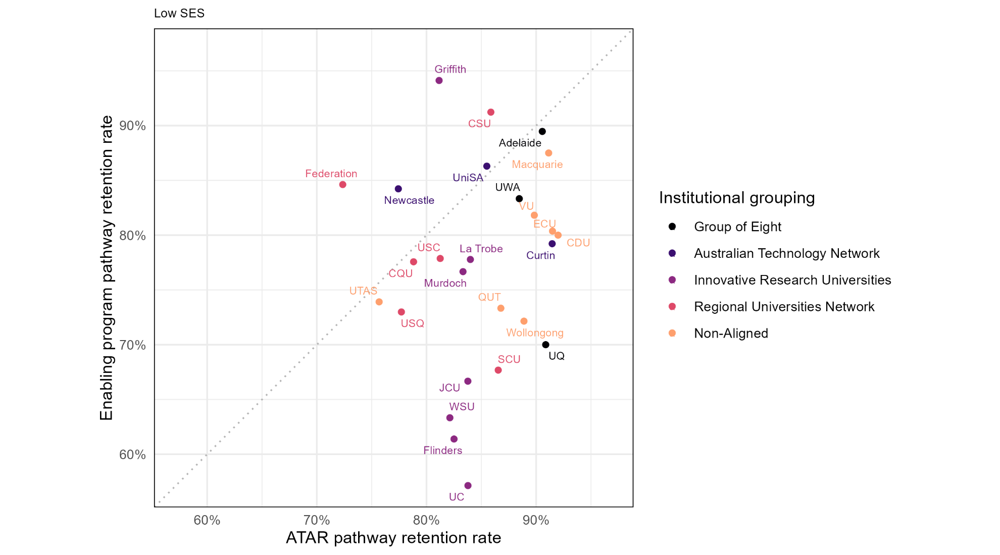 Low SES
Enabling program pathway retention rate
90%
80%
70%
60%
Griffith
CSU
Adelaide
Macquarie
UniSA
Federation
UWA
Newcastle
VU
ECU
CDU
USC
La Trobe
Curtin
CQU
Murdoch
UTAS
QUT
USQ
Wollongong
UQ
SCU
JCU
WSU
Flinders
UC
60%
70%
80%
90%
ATAR pathway retention rate
Institutional grouping
Group of Eight
Australian Technology Network
Innovative Research Universities
Regional Universities Network
Non-Aligned